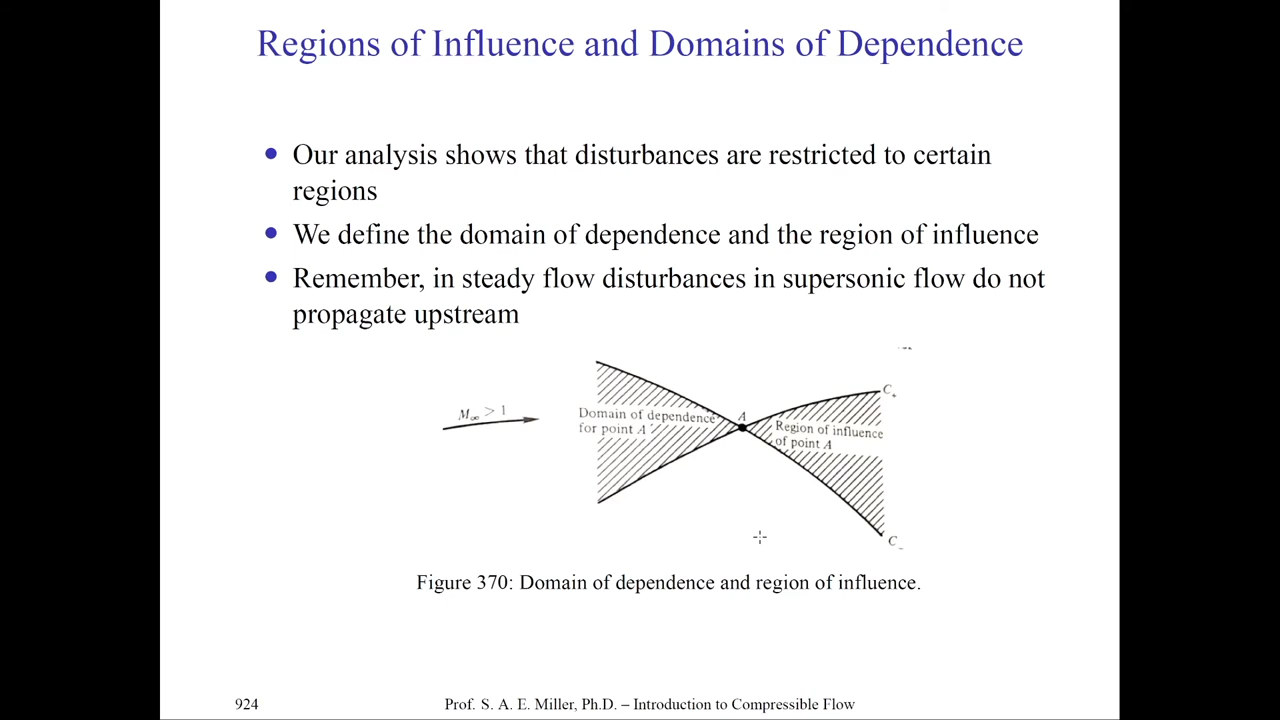 Regions of Influence and Domains of Dependence
Our analysis shows that disturbances are restricted to certain
regions
We define the domain of dependence and the region of influence
Remember, in steady flow disturbances in supersonic flow do not
propagate upstream
M∞ > 1
Domain of dependence
for point A
A
Region of influence
of point A
C+
C-
Figure 370: Domain of dependence and region of influence.
924
Prof. S. A. E. Miller, Ph.D. – Introduction to Compressible Flow